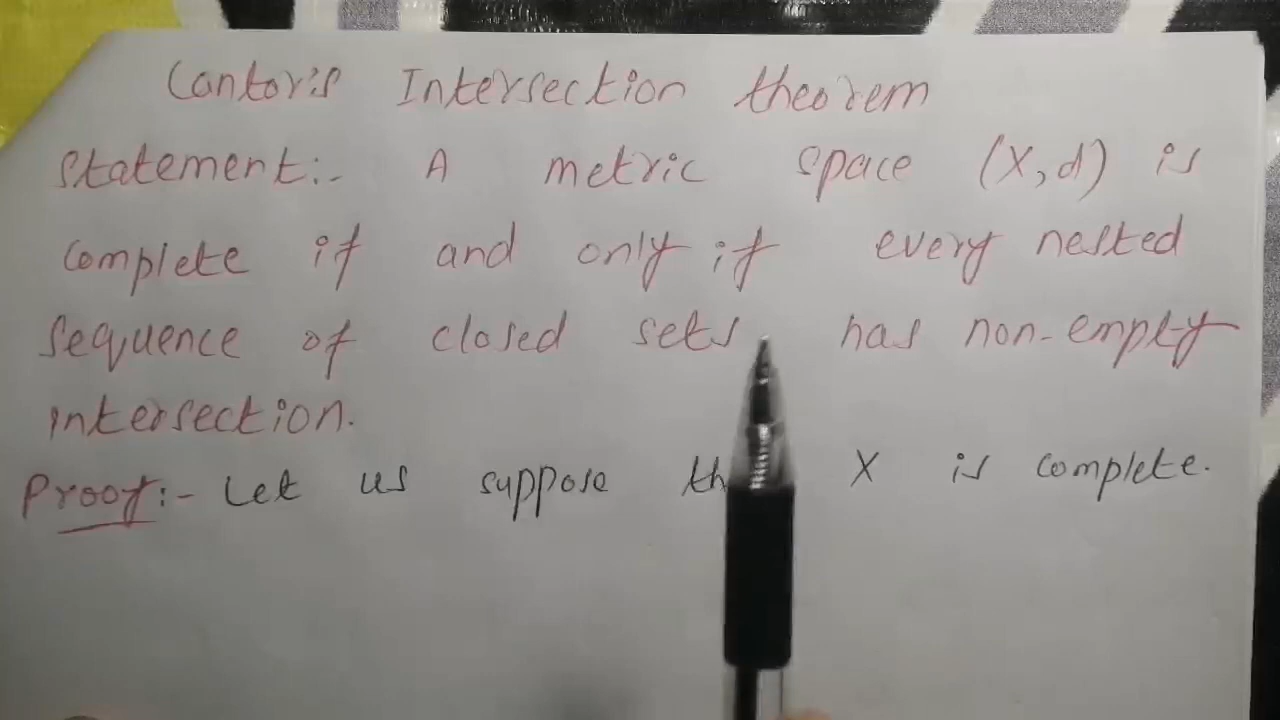 Cantor's Intersection theorem
Statement:- A metric space (X,d) is
complete if and only if every nested
sequence of closed sets has non-empty
intersection.
Proof:- Let us suppose th X is complete.